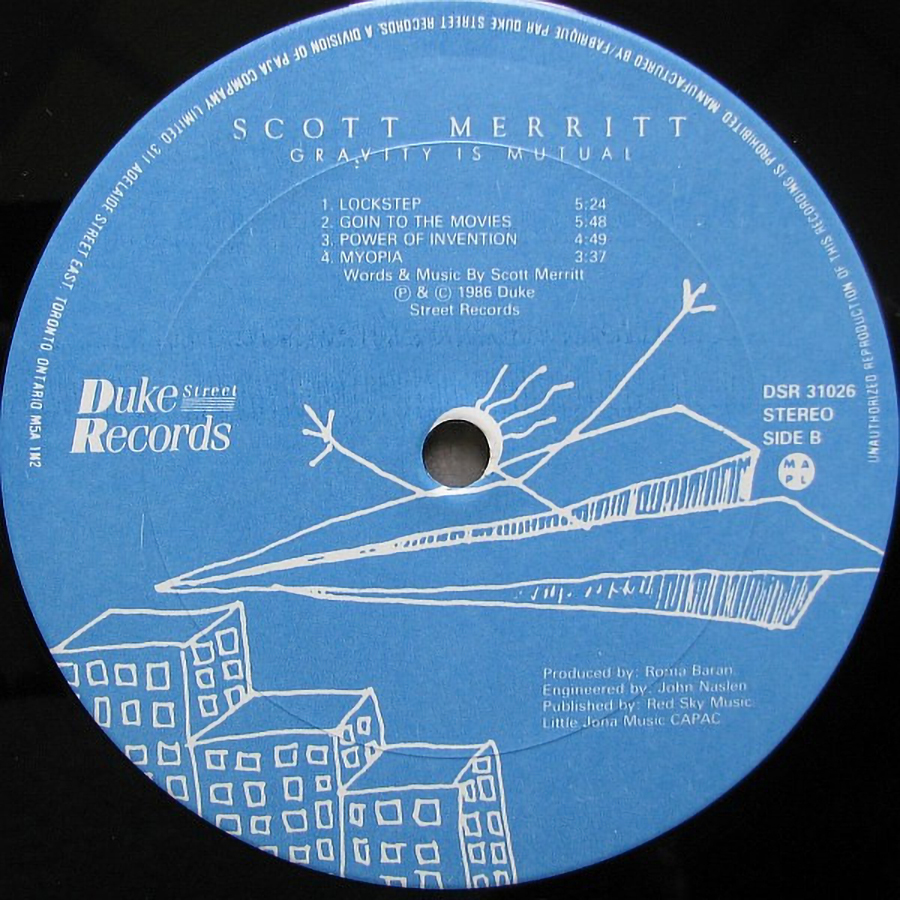 SCOTT MERRITT
GRAVITY IS MUTUAL
1. LOCKSTEP 5:24
2. GOIN TO THE MOVIES 5:48
3. POWER OF INVENTION 4:49
4. MYOPIA 3:37
Words & Music By Scott Merritt
Ⓟ & © 1986 Duke
Street Records
Duke Street
Records
DSR 31026
STEREO
SIDE B
M A
P L
Produced by: Roma Baran
Engineered by: John Naslen
Published by: Red Sky Music
Little Jona Music CAPAC
UNAUTHORIZED REPRODUCTION OF THIS RECORDING IS PROHIBITED MANUFACTURED BY/FABRIQUE PAR DUKE STREET RECORDS. A DIVISION OF PAJA COMPANY LIMITED 311 ADELAIDE STREET EAST, TORONTO ONTARIO M5A 1N2